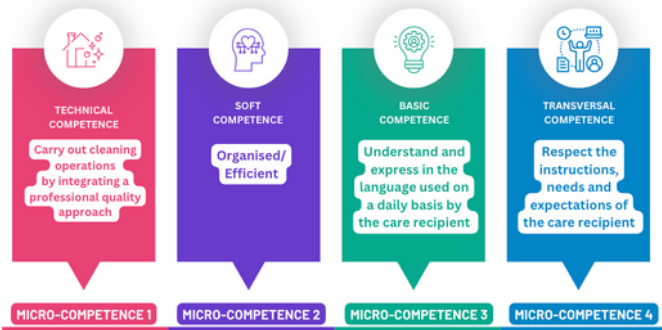 TECHNICAL
COMPETENCE
Carry out cleaning
operations
by integrating a
professional quality
approach
MICRO-COMPETENCE 1
SOFT
COMPETENCE
Organised/
Efficient
MICRO-COMPETENCE 2
BASIC
COMPETENCE
Understand and
express in the
language used on
a daily basis by
the care recipient
MICRO-COMPETENCE 3
TRANSVERSAL
COMPETENCE
Respect the
instructions,
needs and
expectations of
the care recipient
MICRO-COMPETENCE 4